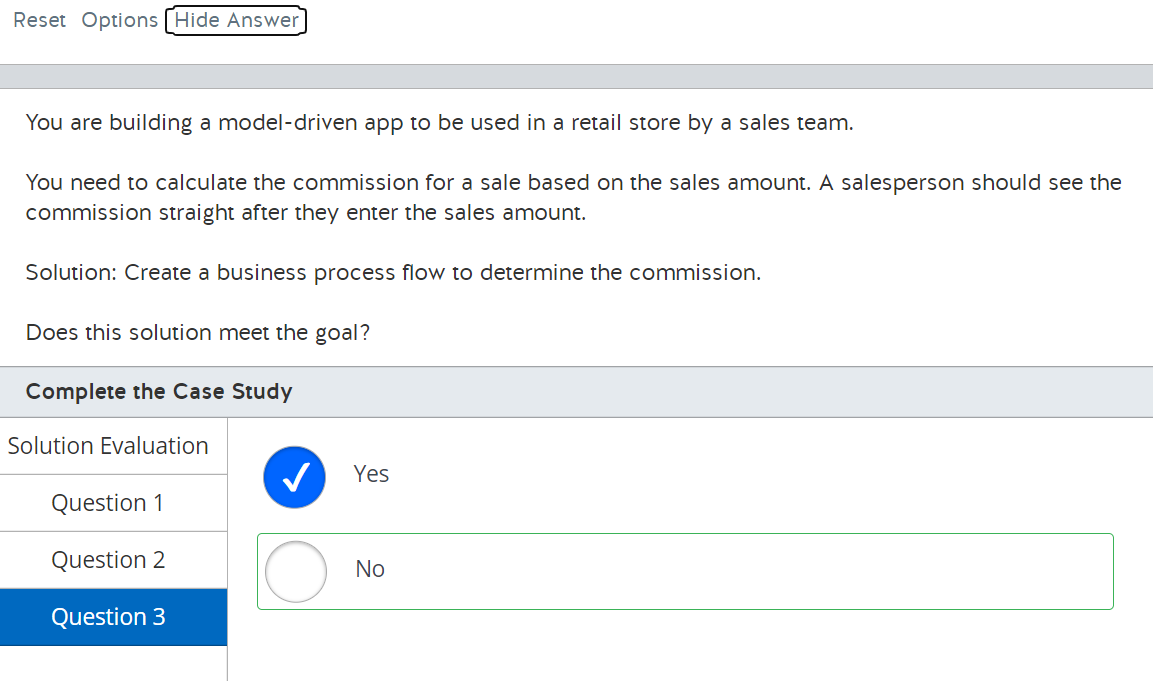 Reset Options Hide Answer
You are building a model-driven app to be used in a retail store by a sales team.
You need to calculate the commission for a sale based on the sales amount. A salesperson should see the
commission straight after they enter the sales amount.
Solution: Create a business process flow to determine the commission.
Does this solution meet the goal?
Complete the Case Study
Solution Evaluation
Question 1
Question 2
Question 3
Yes
No